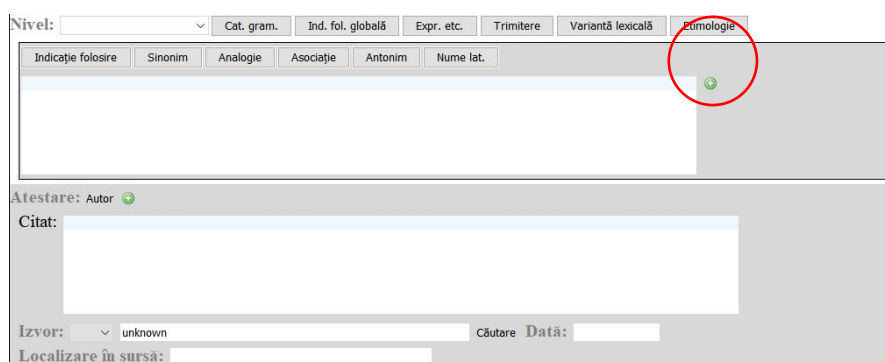 Nivel: Cat. gram. Ind. fol. globală Expr. etc. Trimitere Variantă lexicală Etimologie
Indicație folosire Sinonim Analogie Asociație Antonim Nume lat.
Atestare: Autor
Citat:
Izvor: unknown Căutare Dată:
Localizare în sursă: